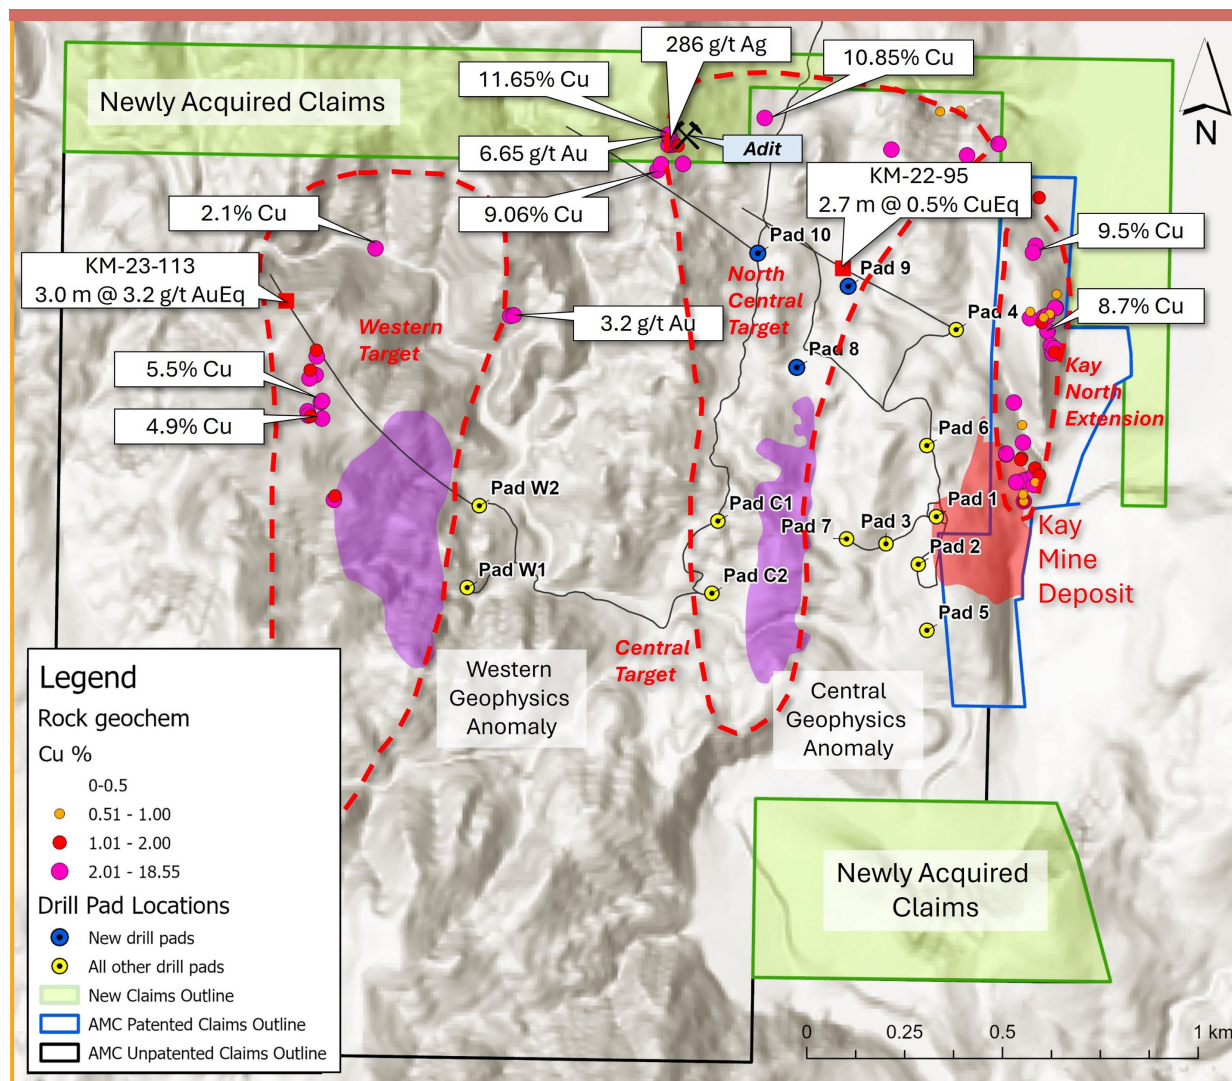 286 g/t Ag
11.65% Cu
10.85% Cu
Newly Acquired Claims
N
6.65 g/t Au
Adit
KM-22-95
2.7 m @ 0.5% CuEq
2.1% Cu
9.06% Cu
9.5% Cu
Pad 10
KM-23-113
3.0 m @ 3.2 g/t AuEq
North
Central
Target
Pad 9
8.7% Cu
Western
Target
3.2 g/t Au
Pad 4
Pad 8
5.5% Cu
Kay
North
Extension
4.9% Cu
Pad 6
Pad W2
Pad C1
Pad 7
Pad 3
Pad 1
Kay
Mine
Deposit
Pad 2
Pad W1
Pad C2
Pad 5
Central
Target
Western
Geophysics
Anomaly
Central
Geophysics
Anomaly
Legend
Rock geochem
Cu %
0-0.5
0.51 - 1.00
1.01 - 2.00
2.01 - 18.55
Drill Pad Locations
New drill pads
All other drill pads
New Claims Outline
AMC Patented Claims Outline
AMC Unpatented Claims Outline
Newly Acquired
Claims
0 0.25 0.5 1 km